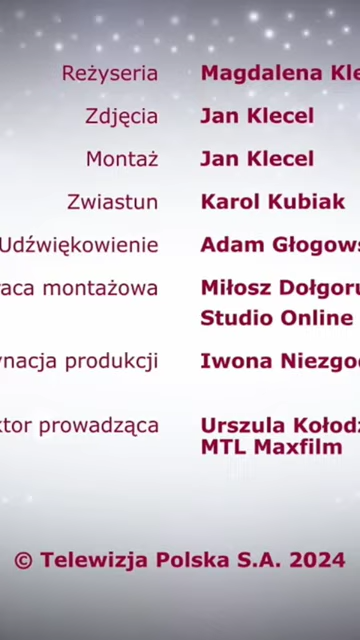 Reżyseria Magdalena
Zdjęcia Jan Klecel
Montaż Jan Klecel
Zwiastun Karol Kubiak
Udźwiękowienie Adam
montażowa Miłosz
Studio Online
produkcji Iwona
prowadząca Urszula
MTL Maxfilm
© Telewizja Polska S.A. 2024